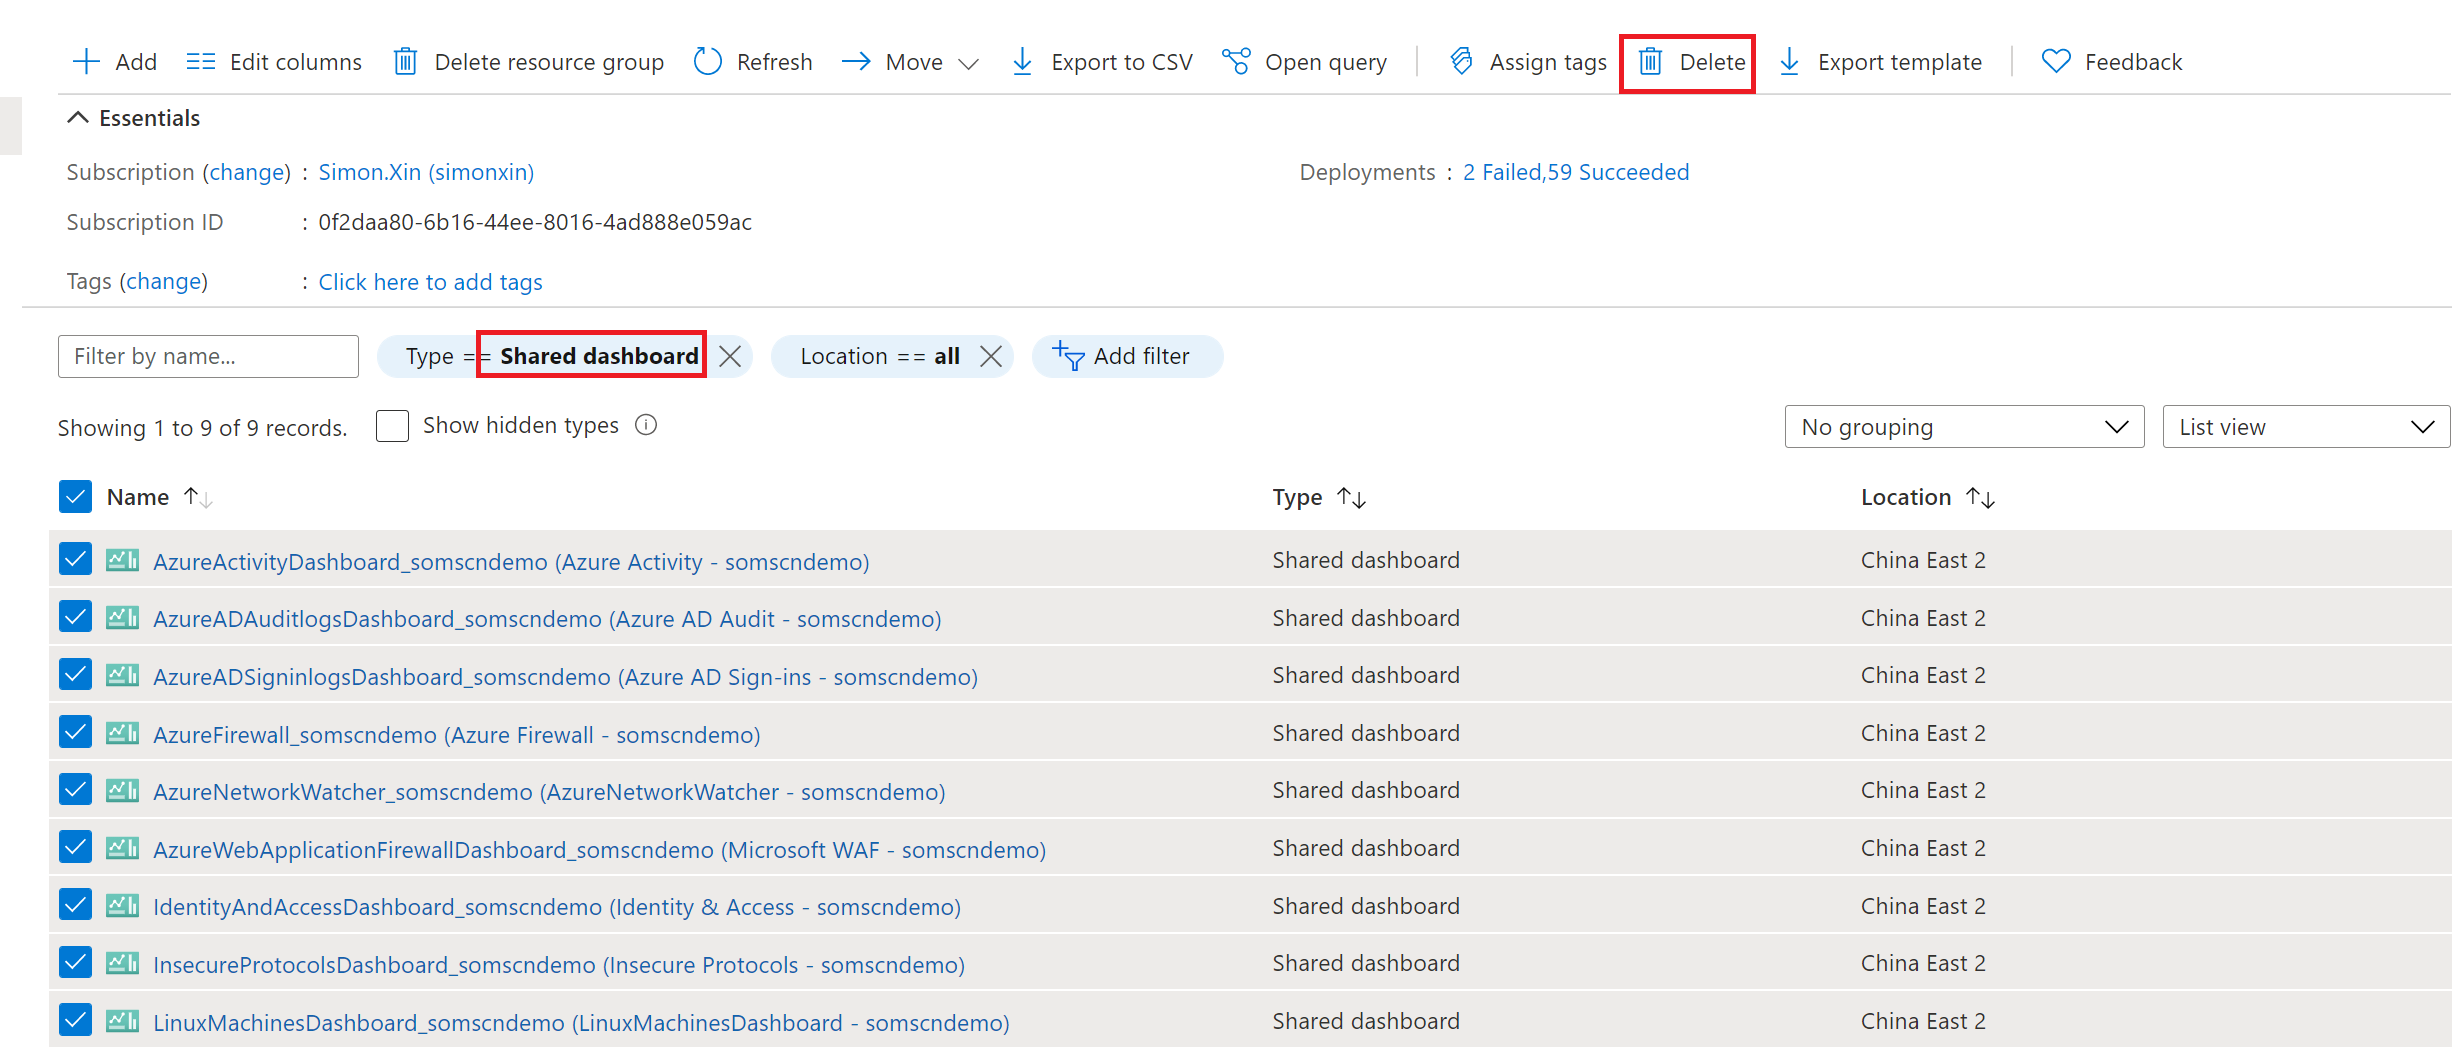 Add Edit columns Delete resource group Refresh Move Export to CSV Open query Assign tags Delete Export template Feedback
Essentials
Subscription (change) : Simon.Xin (simonxin) Deployments : 2 Failed,59 Succeeded
Subscription ID : 0f2daa80-6b16-44ee-8016-4ad888e059ac
Tags (change) : Click here to add tags
Filter by name... Type == Shared dashboard Location == all Add filter
Showing 1 to 9 of 9 records. Show hidden types No grouping List view
Name Type Location
AzureActivityDashboard_somscndemo (Azure Activity - somscndemo) Shared dashboard China East 2
AzureADAuditlogsDashboard_somscndemo (Azure AD Audit - somscndemo) Shared dashboard China East 2
AzureADSigninlogsDashboard_somscndemo (Azure AD Sign-ins - somscndemo) Shared dashboard China East 2
AzureFirewall_somscndemo (Azure Firewall - somscndemo) Shared dashboard China East 2
AzureNetworkWatcher_somscndemo (AzureNetworkWatcher - somscndemo) Shared dashboard China East 2
AzureWebApplicationFirewallDashboard_somscndemo (Microsoft WAF - somscndemo) Shared dashboard China East 2
IdentityAndAccessDashboard_somscndemo (Identity & Access - somscndemo) Shared dashboard China East 2
InsecureProtocolsDashboard_somscndemo (Insecure Protocols - somscndemo) Shared dashboard China East 2
LinuxMachinesDashboard_somscndemo (LinuxMachinesDashboard - somscndemo) Shared dashboard China East 2